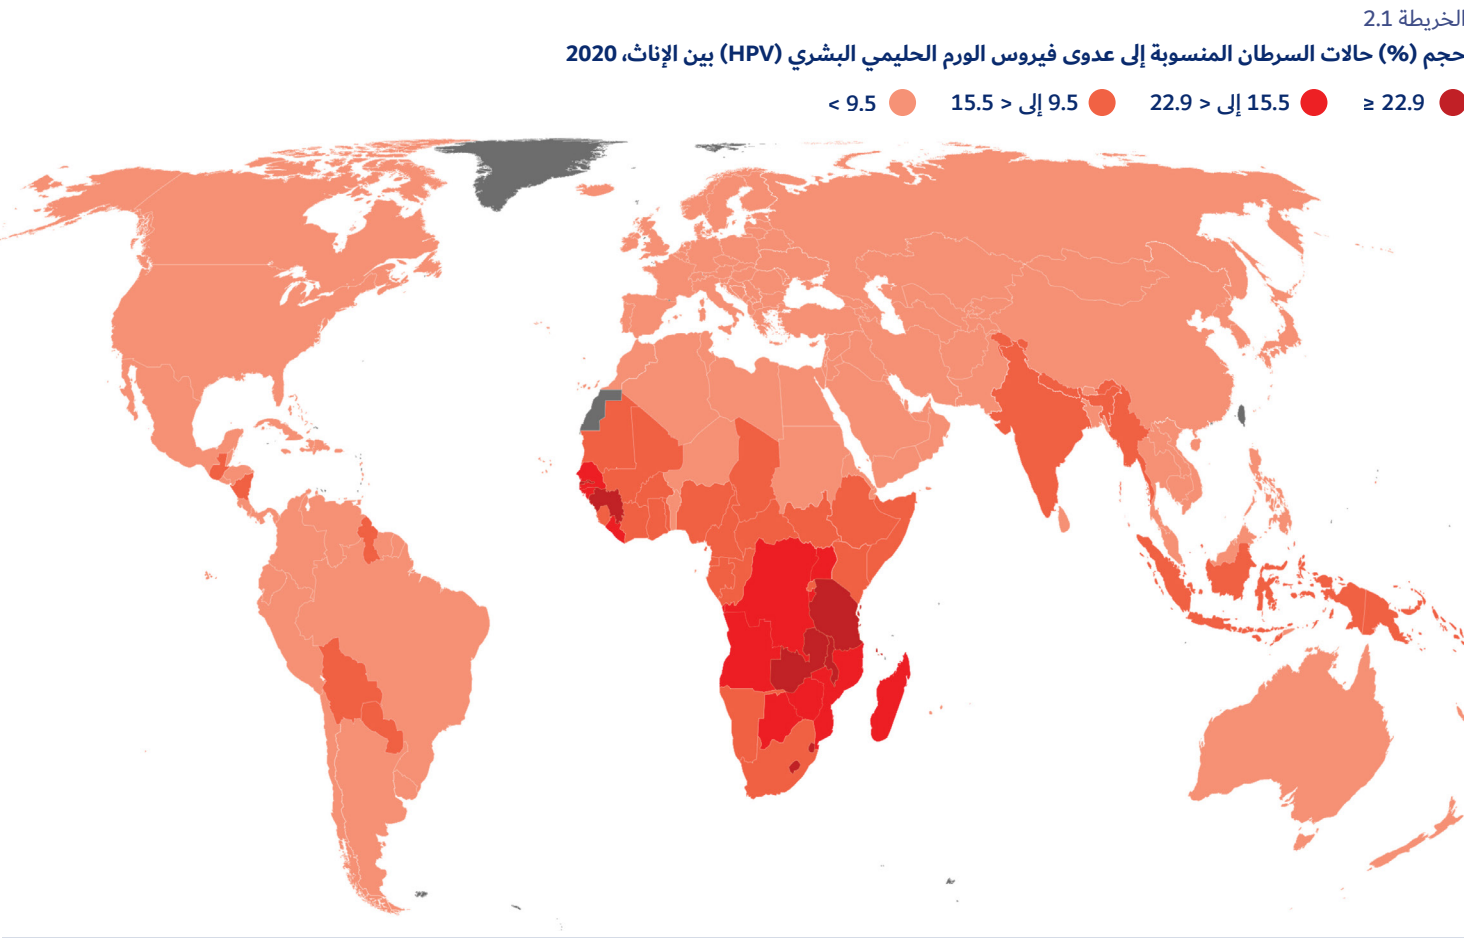 الخريطة 2.1
حجم (%) حالات السرطان المنسوبة إلى عدوى فيروس الورم الحليمي البشري (HPV) بين الإناث، 2020
≥ 22.9 15.5 إلى < 22.9 9.5 إلى < 15.5 < 9.5